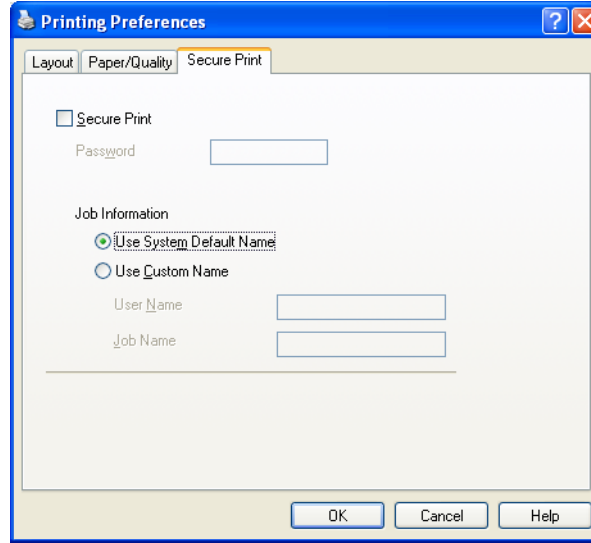 Printing Preferences
Layout Paper/Quality Secure Print
Secure Print
Password
Job Information
Use System Default Name
Use Custom Name
User Name
Job Name
OK Cancel Help